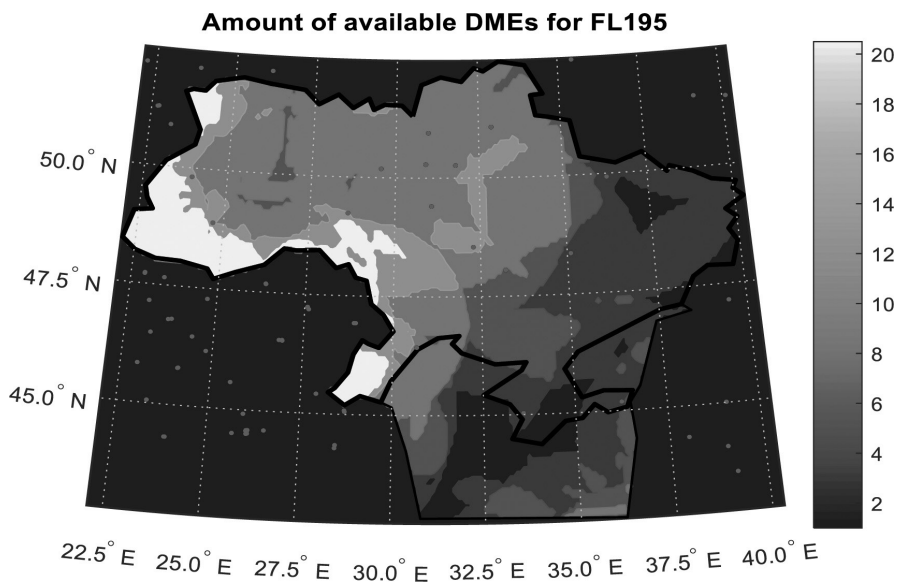 Amount of available DMEs for FL195
50.0° N
47.5° N
45.0° N
22.5° E
25.0° E
27.5° E
30.0° E
32.5° E
35.0° E
37.5° E
40.0° E
20
18
16
14
12
10
8
6
4
2